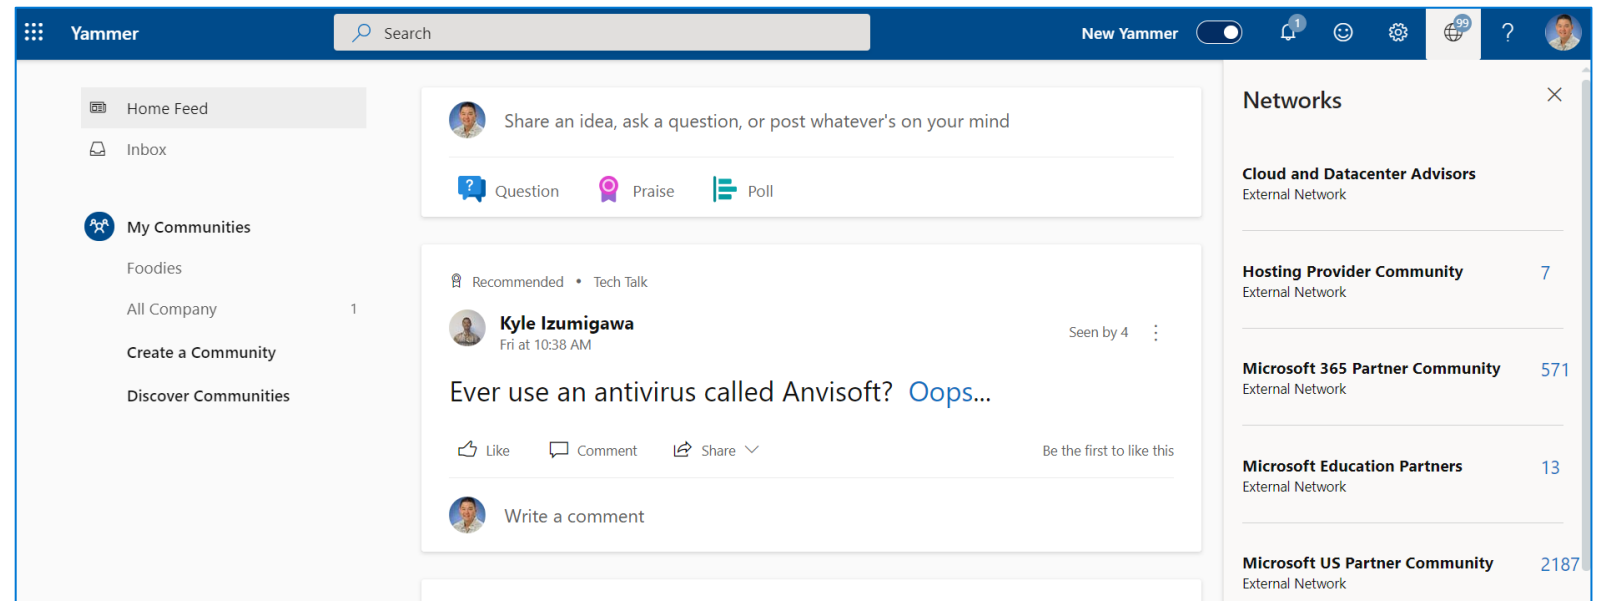 Yammer
Search
New Yammer
1
99
?
Home Feed
Inbox
My Communities
Foodies
All Company 1
Create a Community
Discover Communities
Share an idea, ask a question, or post whatever's on your mind
Question Praise Poll
Recommended • Tech Talk
Kyle Izumigawa
Fri at 10:38 AM
Seen by 4
Ever use an antivirus called Anvisoft? Oops...
Like Comment Share
Be the first to like this
Write a comment
Networks
Cloud and Datacenter Advisors
External Network
Hosting Provider Community 7
External Network
Microsoft 365 Partner Community 571
External Network
Microsoft Education Partners 13
External Network
Microsoft US Partner Community 2187
External Network